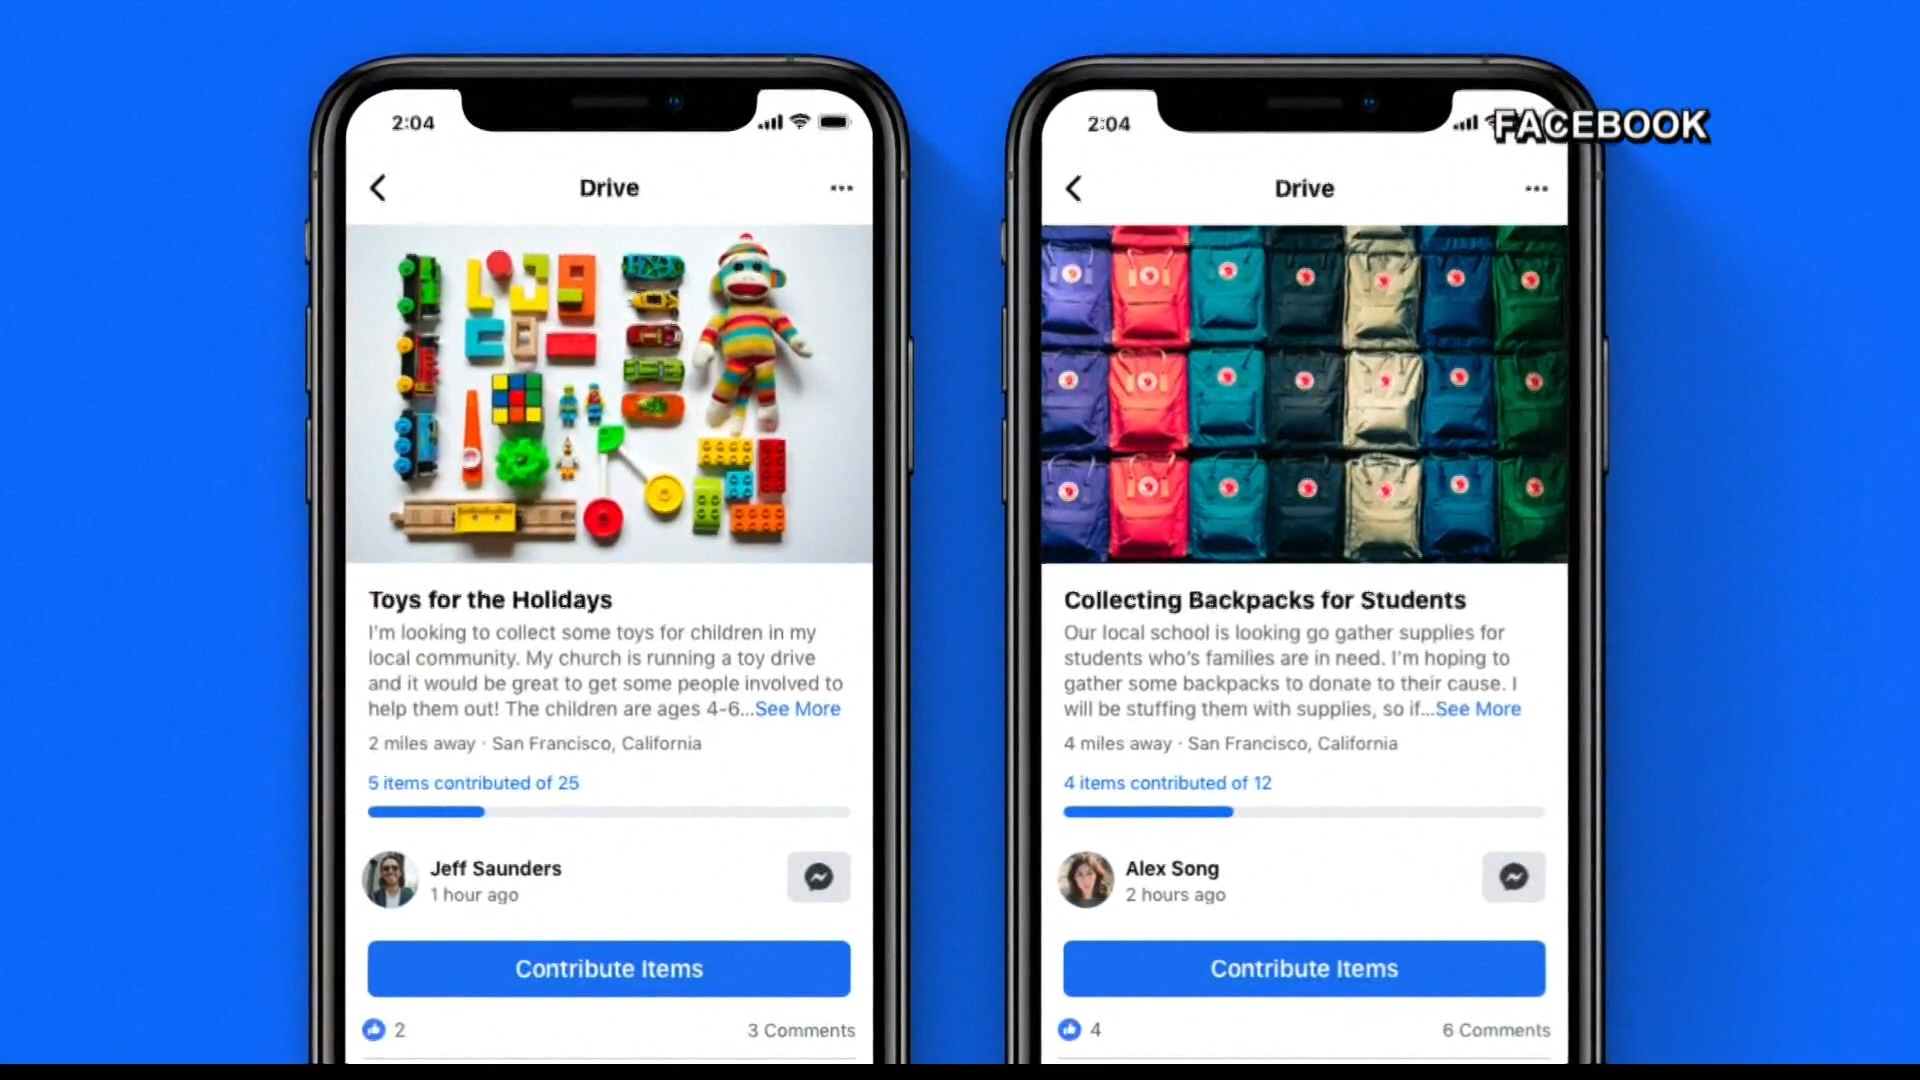 2:04
Drive
Toys for the Holidays
I'm looking to collect some toys for children in my
local community. My church is running a toy drive
and it would be great to get some people involved to
help them out! The children are ages 4-6...See More
2 miles away · San Francisco, California
5 items contributed of 25
Jeff Saunders
1 hour ago
Contribute Items
2
3 Comments
2:04
FACEBOOK
Drive
Collecting Backpacks for Students
Our local school is looking go gather supplies for
students who's families are in need. I'm hoping to
gather some backpacks to donate to their cause. I
will be stuffing them with supplies, so if...See More
4 miles away · San Francisco, California
4 items contributed of 12
Alex Song
2 hours ago
Contribute Items
4
6 Comments